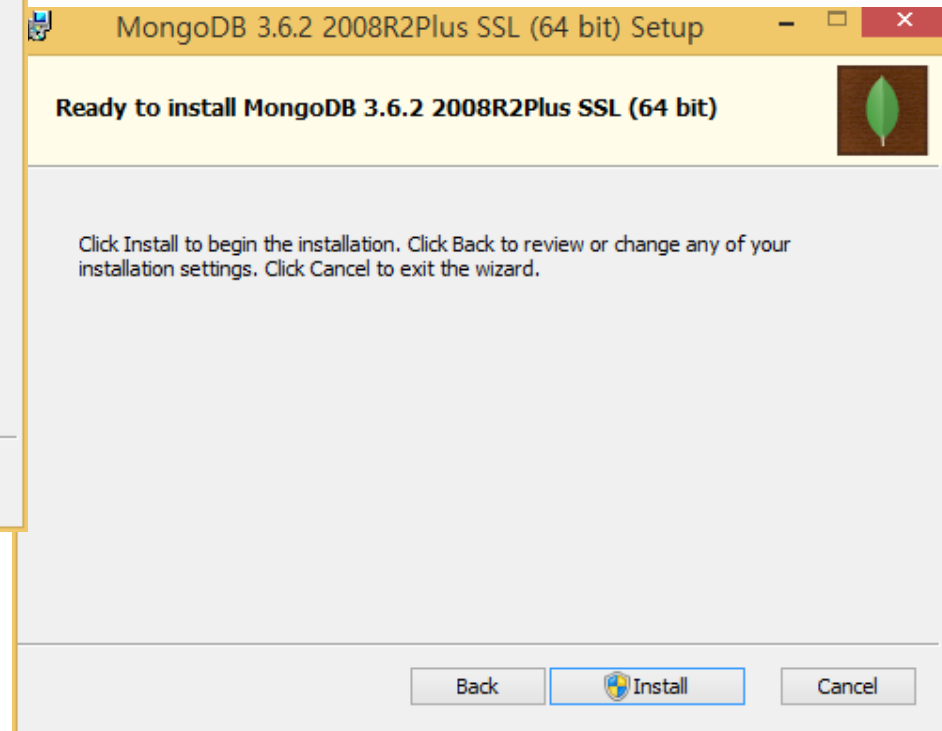 MongoDB 3.6.2 2008R2Plus SSL (64 bit) Setup
Ready to install MongoDB 3.6.2 2008R2Plus SSL (64 bit)
Click Install to begin the installation. Click Back to review or change any of your
installation settings. Click Cancel to exit the wizard.
Back Install Cancel